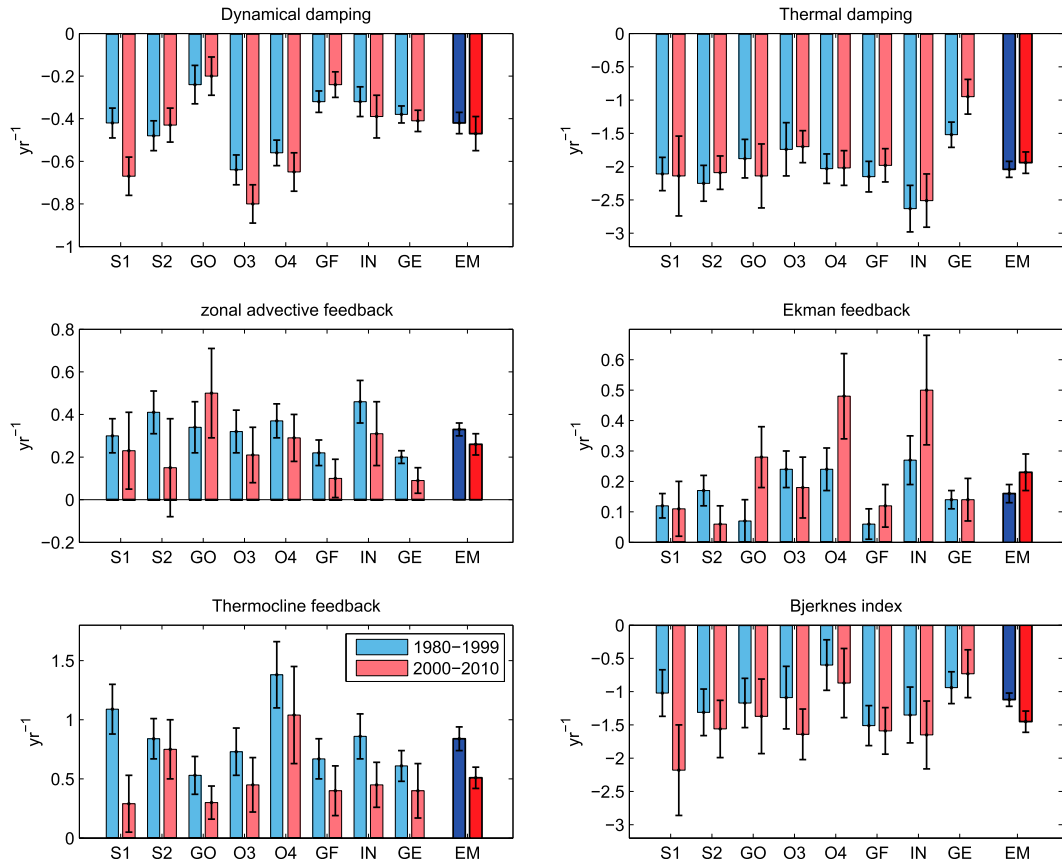 Dynamical damping
0
−0.2
−0.4
−0.6
−0.8
−1
yr⁻¹
S1 S2 GO O3 O4 GF IN GE EM
Thermal damping
0
−0.5
−1
−1.5
−2
−2.5
−3
yr⁻¹
S1 S2 GO O3 O4 GF IN GE EM
zonal advective feedback
0.8
0.6
0.4
0.2
0
−0.2
yr⁻¹
S1 S2 GO O3 O4 GF IN GE EM
Ekman feedback
0.6
0.5
0.4
0.3
0.2
0.1
0
yr⁻¹
S1 S2 GO O3 O4 GF IN GE EM
Thermocline feedback
1.5
1
0.5
0
yr⁻¹
1980−1999
2000−2010
S1 S2 GO O3 O4 GF IN GE EM
Bjerknes index
0
−0.5
−1
−1.5
−2
−2.5
−3
yr⁻¹
S1 S2 GO O3 O4 GF IN GE EM